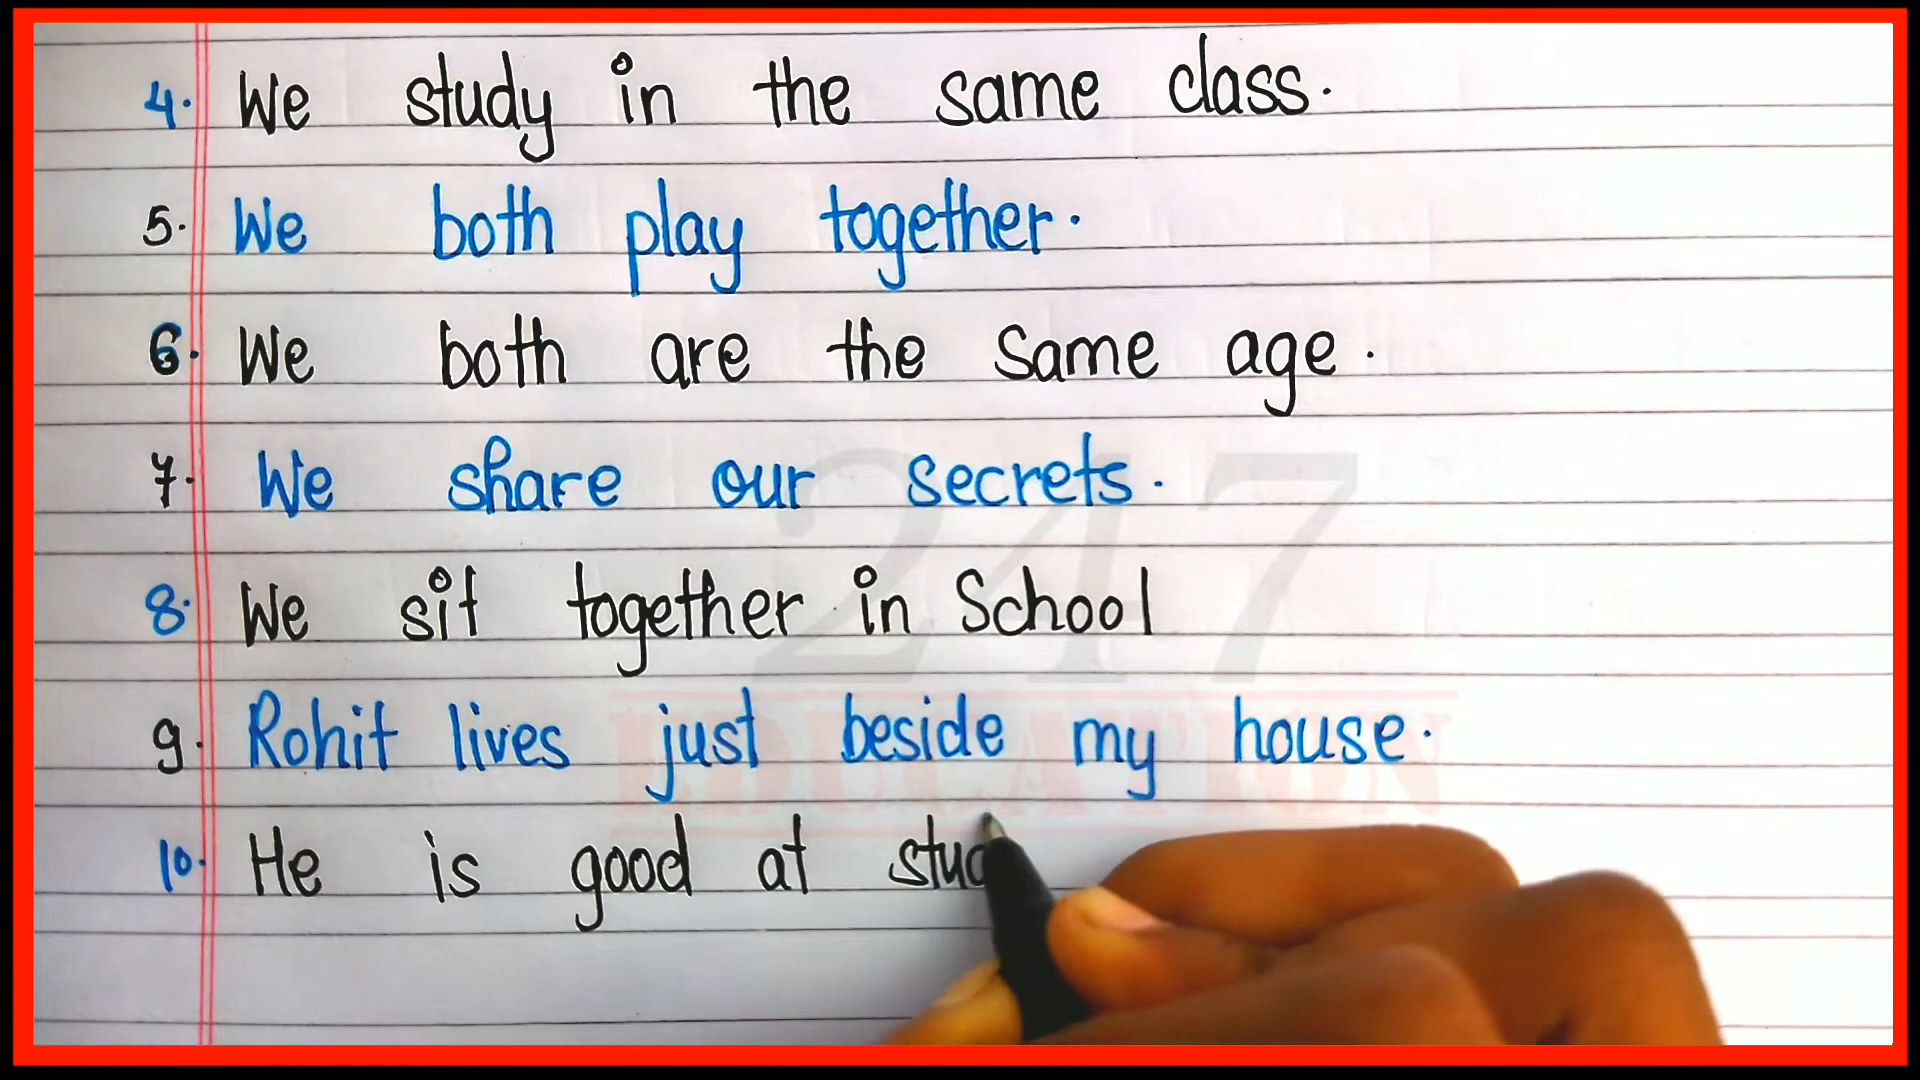 4. We study in the same class.
5. We both play together.
6. We both are the same age.
7. We share our secrets.
8. We sit together in School
9. Rohit lives just beside my house.
10. He is good at
247
EDUCATION